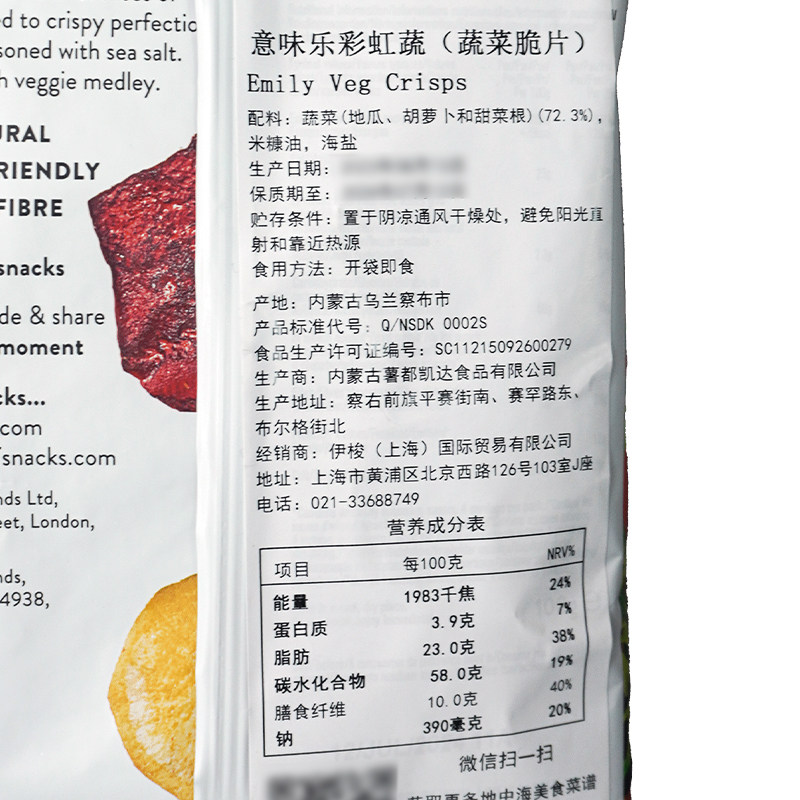 ed to crispy perfectio
soned with sea salt.
h veggie medley.
URAL
RIENDLY
FIBRE
snacks
de & share
moment
cks...
.com
snacks.com
nds Ltd,
eet, London,
nds,
4938,
意味乐彩虹蔬（蔬菜脆片）
Emily Veg Crisps
配料：蔬菜(地瓜、胡萝卜和甜菜根)(72.3%)，
米糠油，海盐
生产日期：
保质期至：
贮存条件：置于阴凉通风干燥处，避免阳光直
射和靠近热源
食用方法：开袋即食
产地：内蒙古乌兰察布市
产品标准代号：Q/NSDK 0002S
食品生产许可证编号：SC11215092600279
生产商：内蒙古薯都凯达食品有限公司
生产地址：察右前旗平赛街南、赛罕路东、
布尔格街北
经销商：伊梭（上海）国际贸易有限公司
地址：上海市黄浦区北京西路126号103室J座
电话：021-33688749
营养成分表
项目 每100克 NRV%
能量 1983千焦 24%
蛋白质 3.9克 7%
脂肪 23.0克 38%
碳水化合物 58.0克 19%
膳食纤维 10.0克 40%
钠 390毫克 20%
微信扫一扫
获取更多地中海美食菜谱